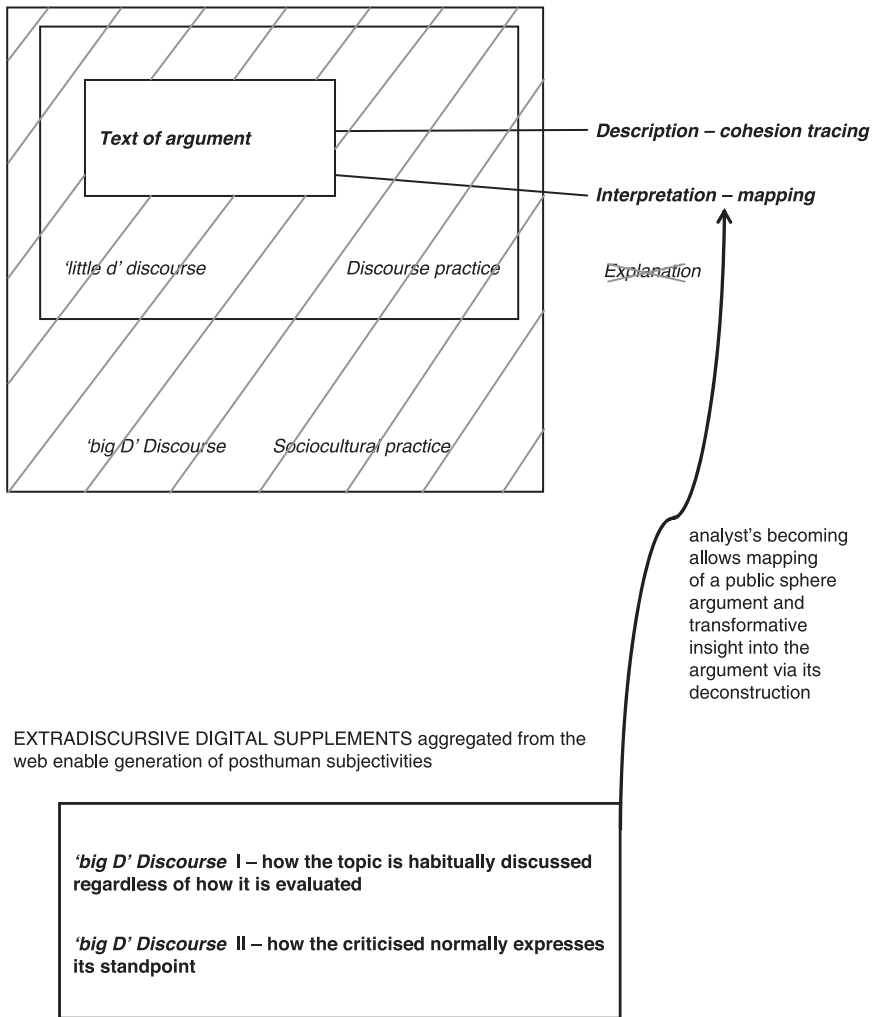 Text of argument
Description – cohesion tracing
Interpretation – mapping
'little d' discourse
Discourse practice
Explanation
'big D' Discourse
Sociocultural practice
analyst's becoming
allows mapping
of a public sphere
argument and
transformative
insight into the
argument via its
deconstruction
EXTRADISCURSIVE DIGITAL SUPPLEMENTS aggregated from the
web enable generation of posthuman subjectivities
'big D' Discourse I – how the topic is habitually discussed
regardless of how it is evaluated
'big D' Discourse II – how the criticised normally expresses
its standpoint